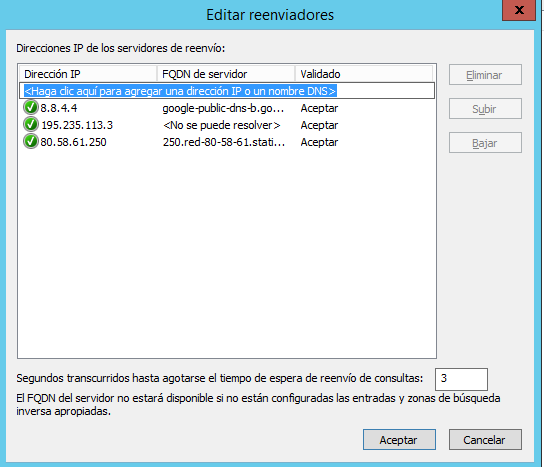 Editar reenviadores
x
Direcciones IP de los servidores de reenvío:
Dirección IP FQDN de servidor Validado
<Haga clic aquí para agregar una dirección IP o un nombre DNS>
8.8.4.4 google-public-dns-b.go... Aceptar
195.235.113.3 <No se puede resolver> Aceptar
80.58.61.250 250.red-80-58-61.stati... Aceptar
Eliminar
Subir
Bajar
Segundos transcurridos hasta agotarse el tiempo de espera de reenvío de consultas: 3
El FQDN del servidor no estará disponible si no están configuradas las entradas y zonas de búsqueda
inversa apropiadas.
Aceptar Cancelar